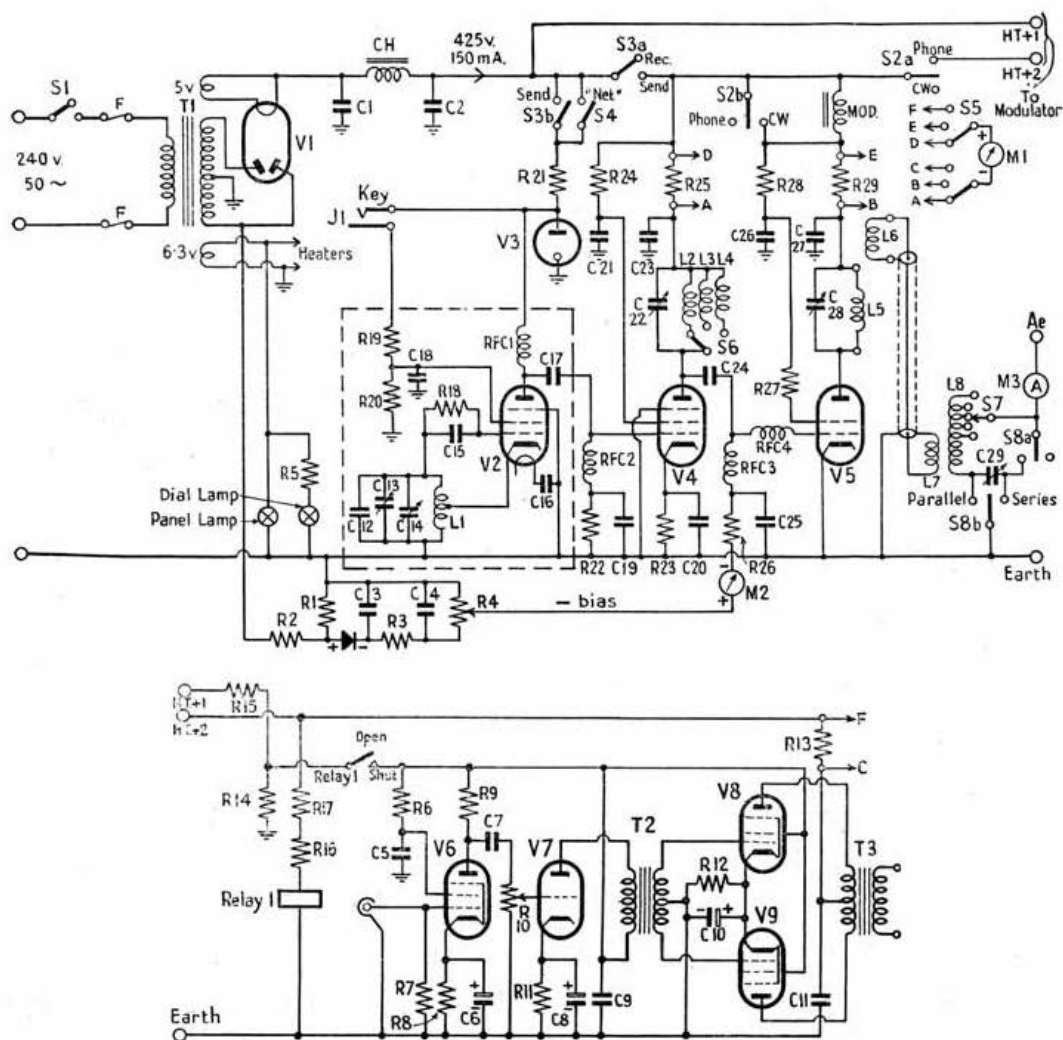 S1
F
T1
240 v.
50 ~
F
5v
6·3v
Heaters
V1
CH
C1
C2
425v.
150 mA.
S3a
Rec.
Send
Send
S3b
"Net"
S4
S2b
Phone
CW
S2a
Phone
CW
HT+1
HT+2
Modulator
MOD.
F
E
D
C
B
A
S5
+
-
M1
Key
J1
R21
V3
R24
D
R25
A
R28
E
R29
B
C21
C23
C26
C27
L2
L3
L4
C22
S6
C28
L5
L6
R19
R20
C18
RFC1
C17
R18
C15
V2
C16
C12
C13
C14
L1
RFC2
V4
C24
R27
RFC3
RFC4
V5
Ae
M3
A
L8
S7
S8a
C29
L7
Parallel
Series
S8b
R5
Dial Lamp
Panel Lamp
R22
C19
R23
C20
R26
C25
Earth
M2
-
+
R1
C3
C4
R4
R2
+
-
R3
– bias
HT+1
HT+2
R15
F
R13
C
Open
Relay 1
Shut
R14
R17
R16
Relay 1
R6
C5
R9
C7
V6
R10
V7
T2
V8
R12
-
+
C10
V9
T3
R7
R8
+
-
C6
R11
+
-
C8
C9
C11
Earth